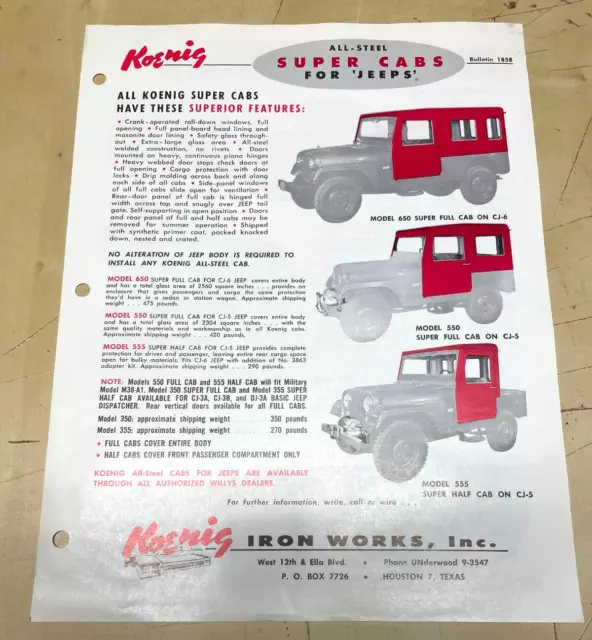 Koenig
ALL-STEEL
SUPER CABS
FOR 'JEEPS'
Bulletin 1858
ALL KOENIG SUPER CABS
HAVE THESE SUPERIOR FEATURES:
• Crank-operated roll-down windows, full
opening • Full panel-board head lining and
masonite door lining • Safety glass through-
out • Extra-large glass area • All-steel
welded construction, no rivets • Doors
mounted on heavy, continuous piano hinges
• Heavy webbed door stops check doors at
full opening • Cargo protection with door
locks • Drip molding across back and along
each side of all cabs • Side-panel windows
of all full cabs slide open for ventilation •
Rear-door panel of full cab is hinged full
width across top and snugly over JEEP tail
gate. Self-supporting in open position • Doors
and rear panel of full and half cabs may be
removed for summer operation • Shipped
with synthetic primer coat, packed knocked
down, nested and crated.
MODEL 650 SUPER FULL CAB ON CJ-6
NO ALTERATION OF JEEP BODY IS REQUIRED TO
INSTALL ANY KOENIG ALL-STEEL CAB.
MODEL 650 SUPER FULL CAB FOR CJ-6 JEEP covers entire body
and has a total glass area of 2560 square inches . . . provides an
enclosure that gives passengers and cargo the same protection
they'd have in a sedan or station wagon. Approximate shipping
weight . . . 475 pounds.
MODEL 550 SUPER FULL CAB FOR CJ-5 JEEP covers entire body
and has a total glass area of 2304 square inches . . . with the
same quality materials and workmanship as in all Koenig cabs.
Approximate shipping weight . . . 420 pounds.
MODEL 550
SUPER FULL CAB ON CJ-5
MODEL 555 SUPER HALF CAB FOR CJ-5 JEEP provides complete
protection for driver and passenger, leaving entire rear cargo space
open for bulky materials. Fits CJ-6 JEEP with addition of No. 3863
adapter kit. Approximate shipping weight . . . 290 pounds.
NOTE: Models 550 FULL CAB and 555 HALF CAB will fit Military
Model M38-A1. Model 350 SUPER FULL CAB and Model 355 SUPER
HALF CAB AVAILABLE FOR CJ-3A, CJ-3B, and DJ-3A BASIC JEEP
DISPATCHER. Rear vertical doors available for all FULL CABS.
Model 350: approximate shipping weight ........ 350 pounds
Model 355: approximate shipping weight ........ 270 pounds
• FULL CABS COVER ENTIRE BODY
• HALF CABS COVER FRONT PASSENGER COMPARTMENT ONLY
MODEL 555
SUPER HALF CAB ON CJ-5
KOENIG All-Steel CABS FOR JEEPS ARE AVAILABLE
THROUGH ALL AUTHORIZED WILLYS DEALERS.
For further information, write, call or wire . . .
Koenig IRON WORKS, Inc.
West 12th & Ella Blvd. • Phone UNderwood 9-3547
P. O. BOX 7726 • HOUSTON 7, TEXAS